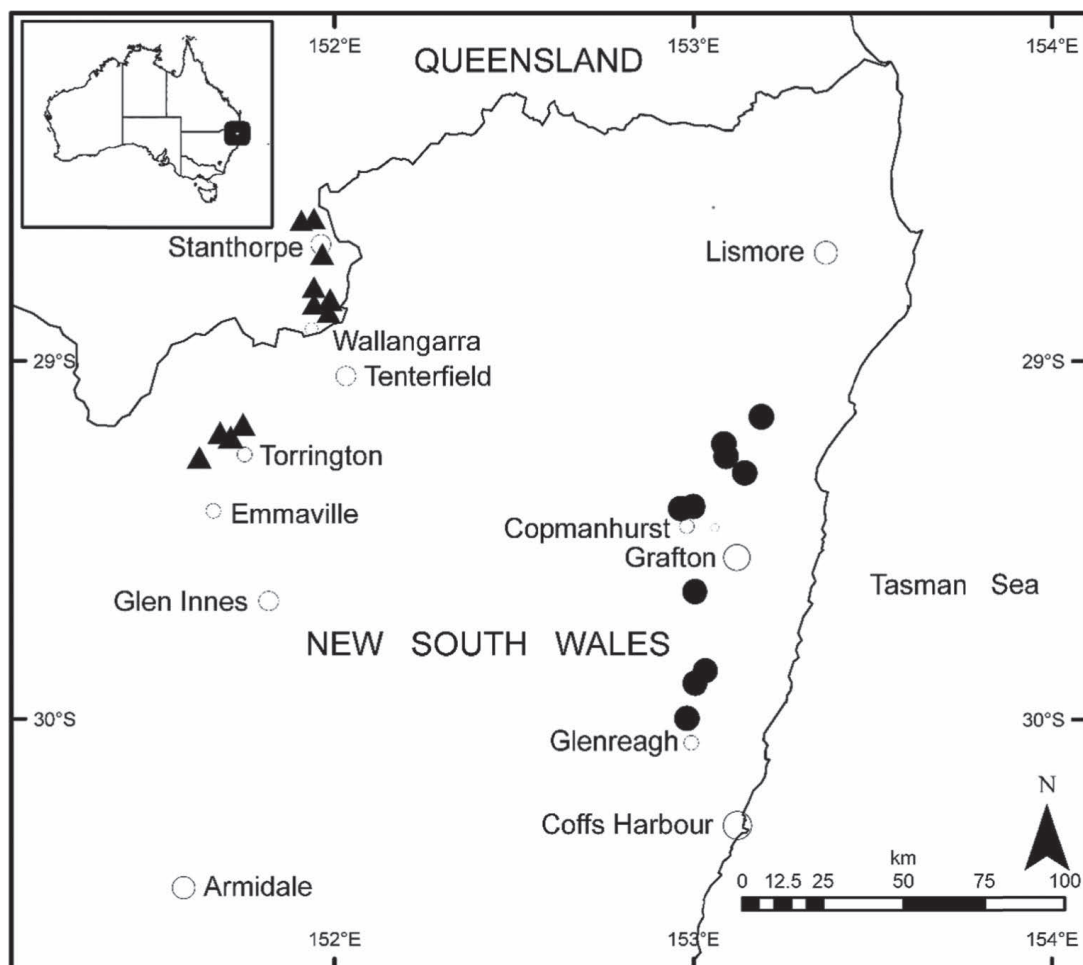 152°E 153°E 154°E
QUEENSLAND
Stanthorpe
Lismore
Wallangarra
29°S 29°S
Tenterfield
Torrington
Emmaville
Copmanhurst
Grafton
Glen Innes
Tasman Sea
NEW SOUTH WALES
30°S 30°S
Glenreagh
N
Coffs Harbour
km
0 12.5 25 50 75 100
Armidale
152°E 153°E 154°E